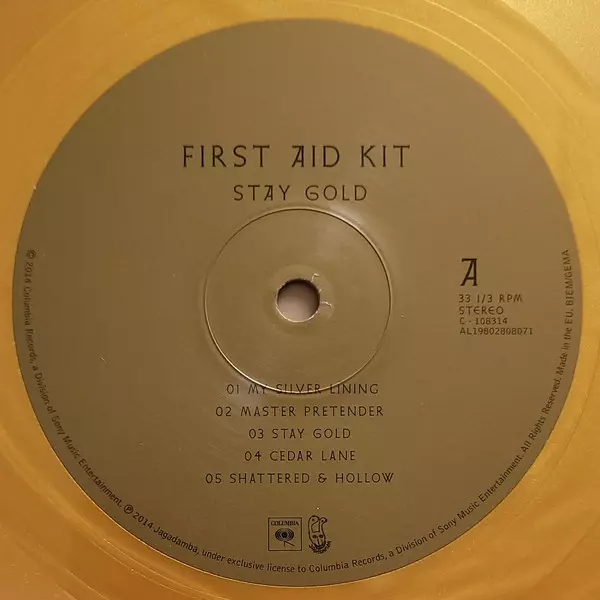 FIRST AID KIT
STAY GOLD
A
33 1/3 RPM
STEREO
C - 108314
AL19802808071
01 MY SILVER LINING
02 MASTER PRETENDER
03 STAY GOLD
04 CEDAR LANE
05 SHATTERED & HOLLOW
COLUMBIA
© 2014 Columbia Records, a Division of Sony Music Entertainment. ℗ 2014 Jagadamba, under exclusive license to Columbia Records, a Division of Sony Music Entertainment. All Rights Reserved. Made in the EU. BIEM/GEMA